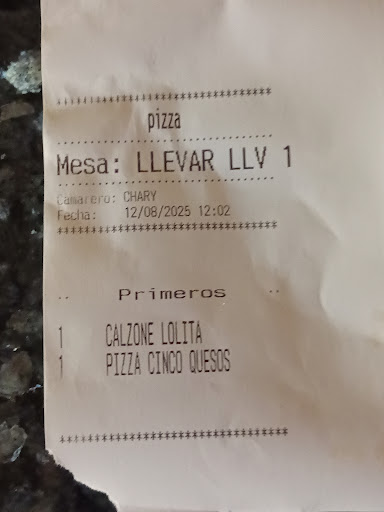 ********************************
pizza
--------------------------------
Mesa: LLEVAR LLV 1
--------------------------------
Camarero: CHARY
Fecha: 12/08/2025 12:02
********************************
.. Primeros ..
1 CALZONE LOLITA
1 PIZZA CINCO QUESOS
********************************